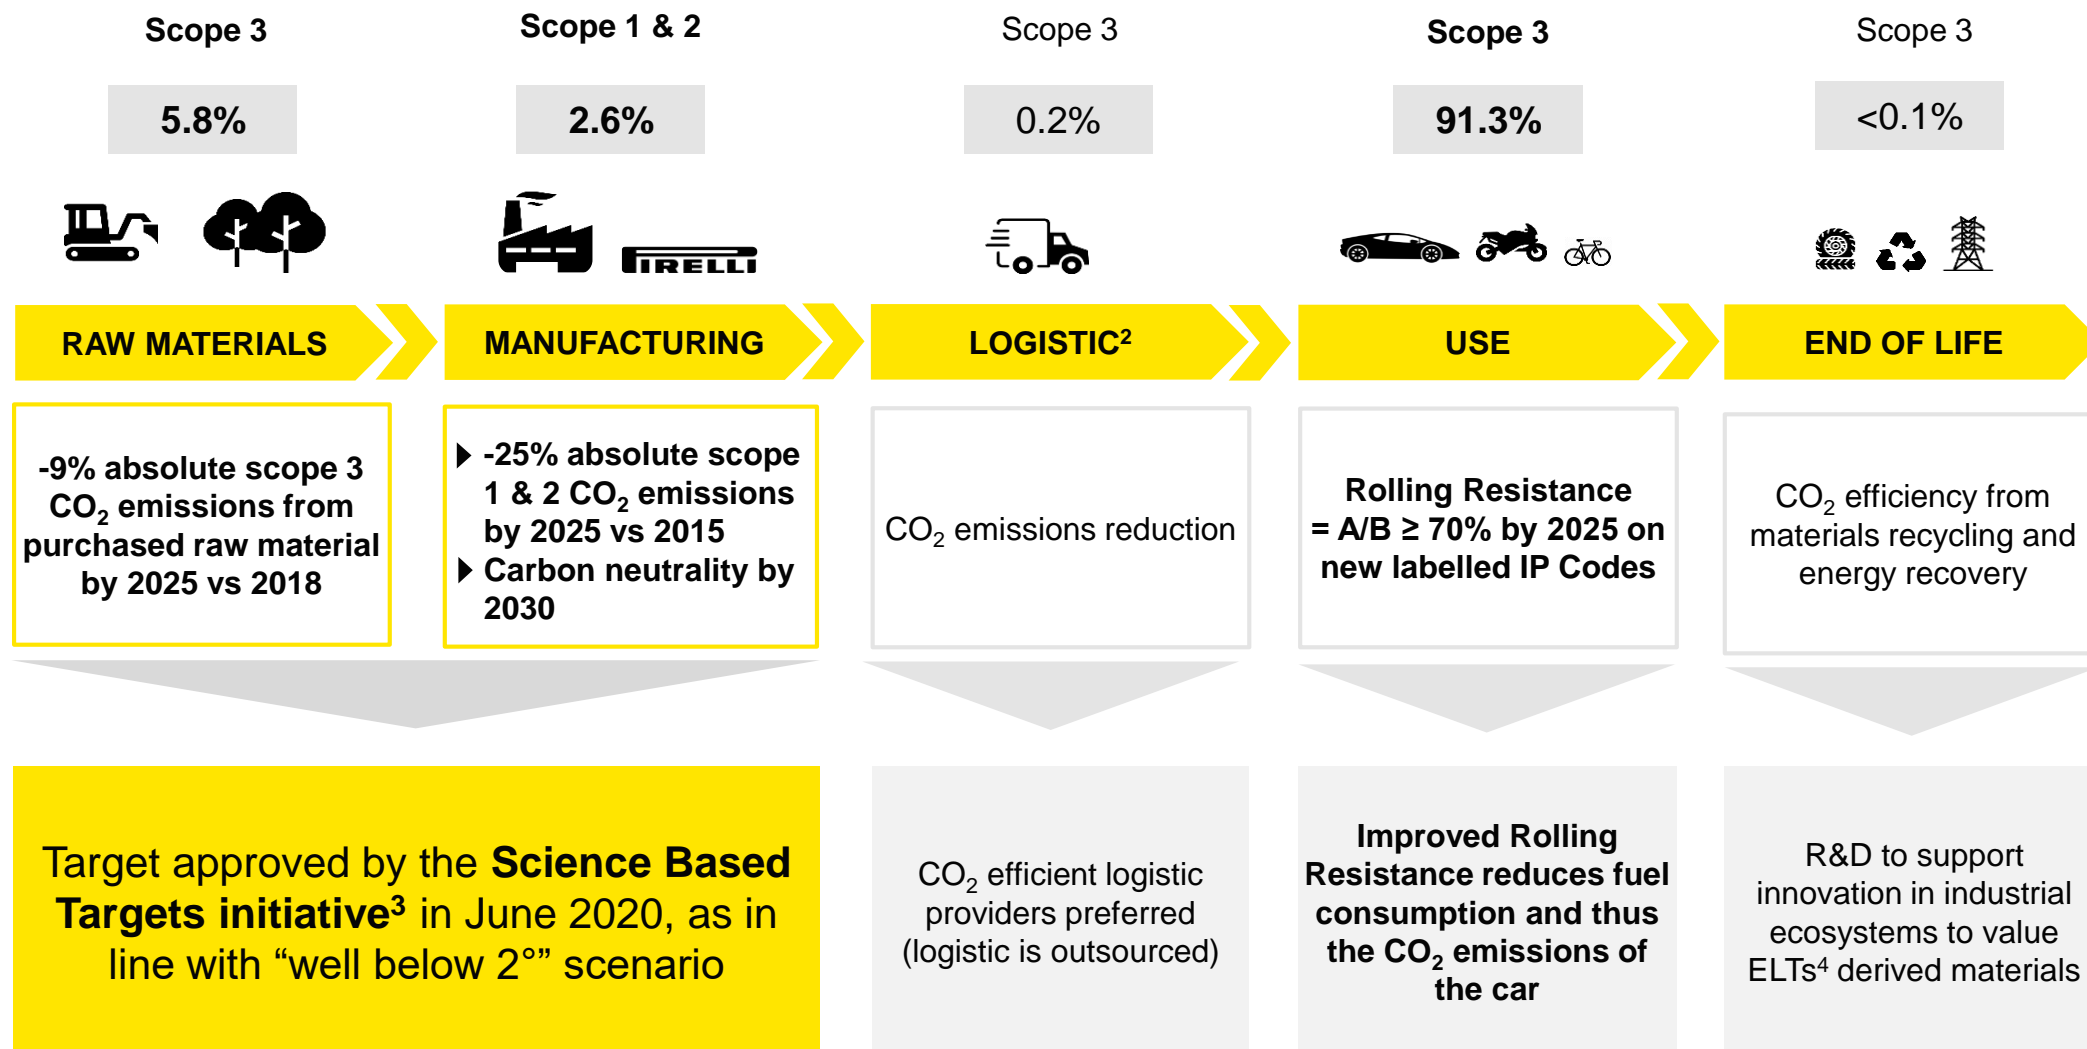 Scope 3
5.8%
Scope 1 & 2
2.6%
Scope 3
0.2%
Scope 3
91.3%
Scope 3
<0.1%
PIRELLI
RAW MATERIALS
MANUFACTURING
LOGISTIC²
USE
END OF LIFE
-9% absolute scope 3
CO₂ emissions from
purchased raw material
by 2025 vs 2018
-25% absolute scope
1 & 2 CO₂ emissions
by 2025 vs 2015
Carbon neutrality by
2030
CO₂ emissions reduction
Rolling Resistance
= A/B ≥ 70% by 2025 on
new labelled IP Codes
CO₂ efficiency from
materials recycling and
energy recovery
Target approved by the Science Based
Targets initiative³ in June 2020, as in
line with “well below 2°” scenario
CO₂ efficient logistic
providers preferred
(logistic is outsourced)
Improved Rolling
Resistance reduces fuel
consumption and thus
the CO₂ emissions of
the car
R&D to support
innovation in industrial
ecosystems to value
ELTs⁴ derived materials